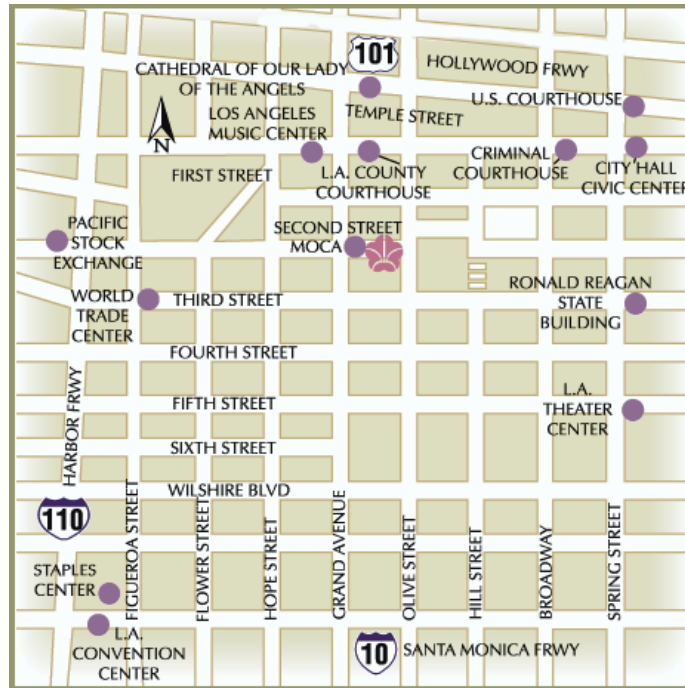 101
HOLLYWOOD FRWY
CATHEDRAL OF OUR LADY
OF THE ANGELS
U.S. COURTHOUSE
TEMPLE STREET
LOS ANGELES
MUSIC CENTER
N
FIRST STREET
L.A. COUNTY
COURTHOUSE
CRIMINAL
COURTHOUSE
CITY HALL
CIVIC CENTER
PACIFIC
STOCK
EXCHANGE
SECOND STREET
MOCA
WORLD
TRADE
CENTER
THIRD STREET
RONALD REAGAN
STATE
BUILDING
FOURTH STREET
FIFTH STREET
L.A.
THEATER
CENTER
SIXTH STREET
WILSHIRE BLVD
HARBOR FRWY
110
FIGUEROA STREET
FLOWER STREET
HOPE STREET
GRAND AVENUE
OLIVE STREET
HILL STREET
BROADWAY
SPRING STREET
STAPLES
CENTER
L.A.
CONVENTION
CENTER
10
SANTA MONICA FRWY